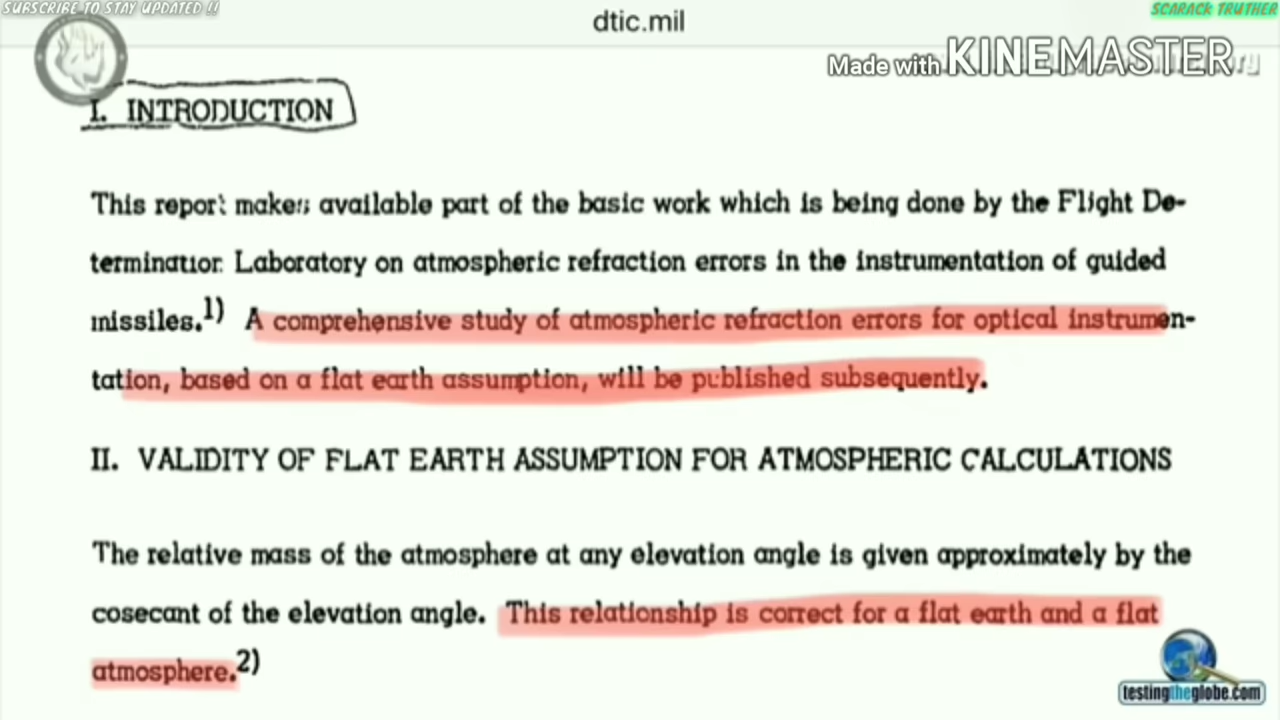 SUBSCRIBE TO STAY UPDATED !!
SCARACK TRUTHER
dtic.mil
Made with KINEMASTER
I. INTRODUCTION
This report makes available part of the basic work which is being done by the Flight De-
termination Laboratory on atmospheric refraction errors in the instrumentation of guided
missiles.1) A comprehensive study of atmospheric refraction errors for optical instrumen-
tation, based on a flat earth assumption, will be published subsequently.
II. VALIDITY OF FLAT EARTH ASSUMPTION FOR ATMOSPHERIC CALCULATIONS
The relative mass of the atmosphere at any elevation angle is given approximately by the
cosecant of the elevation angle. This relationship is correct for a flat earth and a flat
atmosphere.2)
testingtheglobe.com